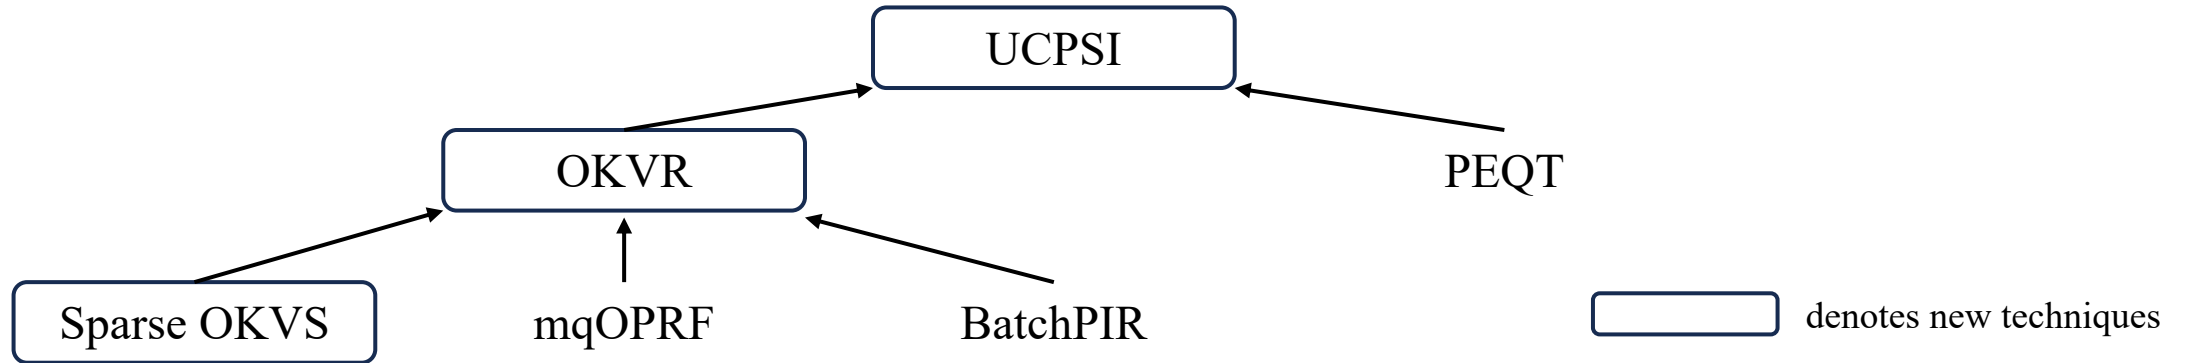 UCPSI
OKVR
PEQT
Sparse OKVS
mqOPRF
BatchPIR
denotes new techniques